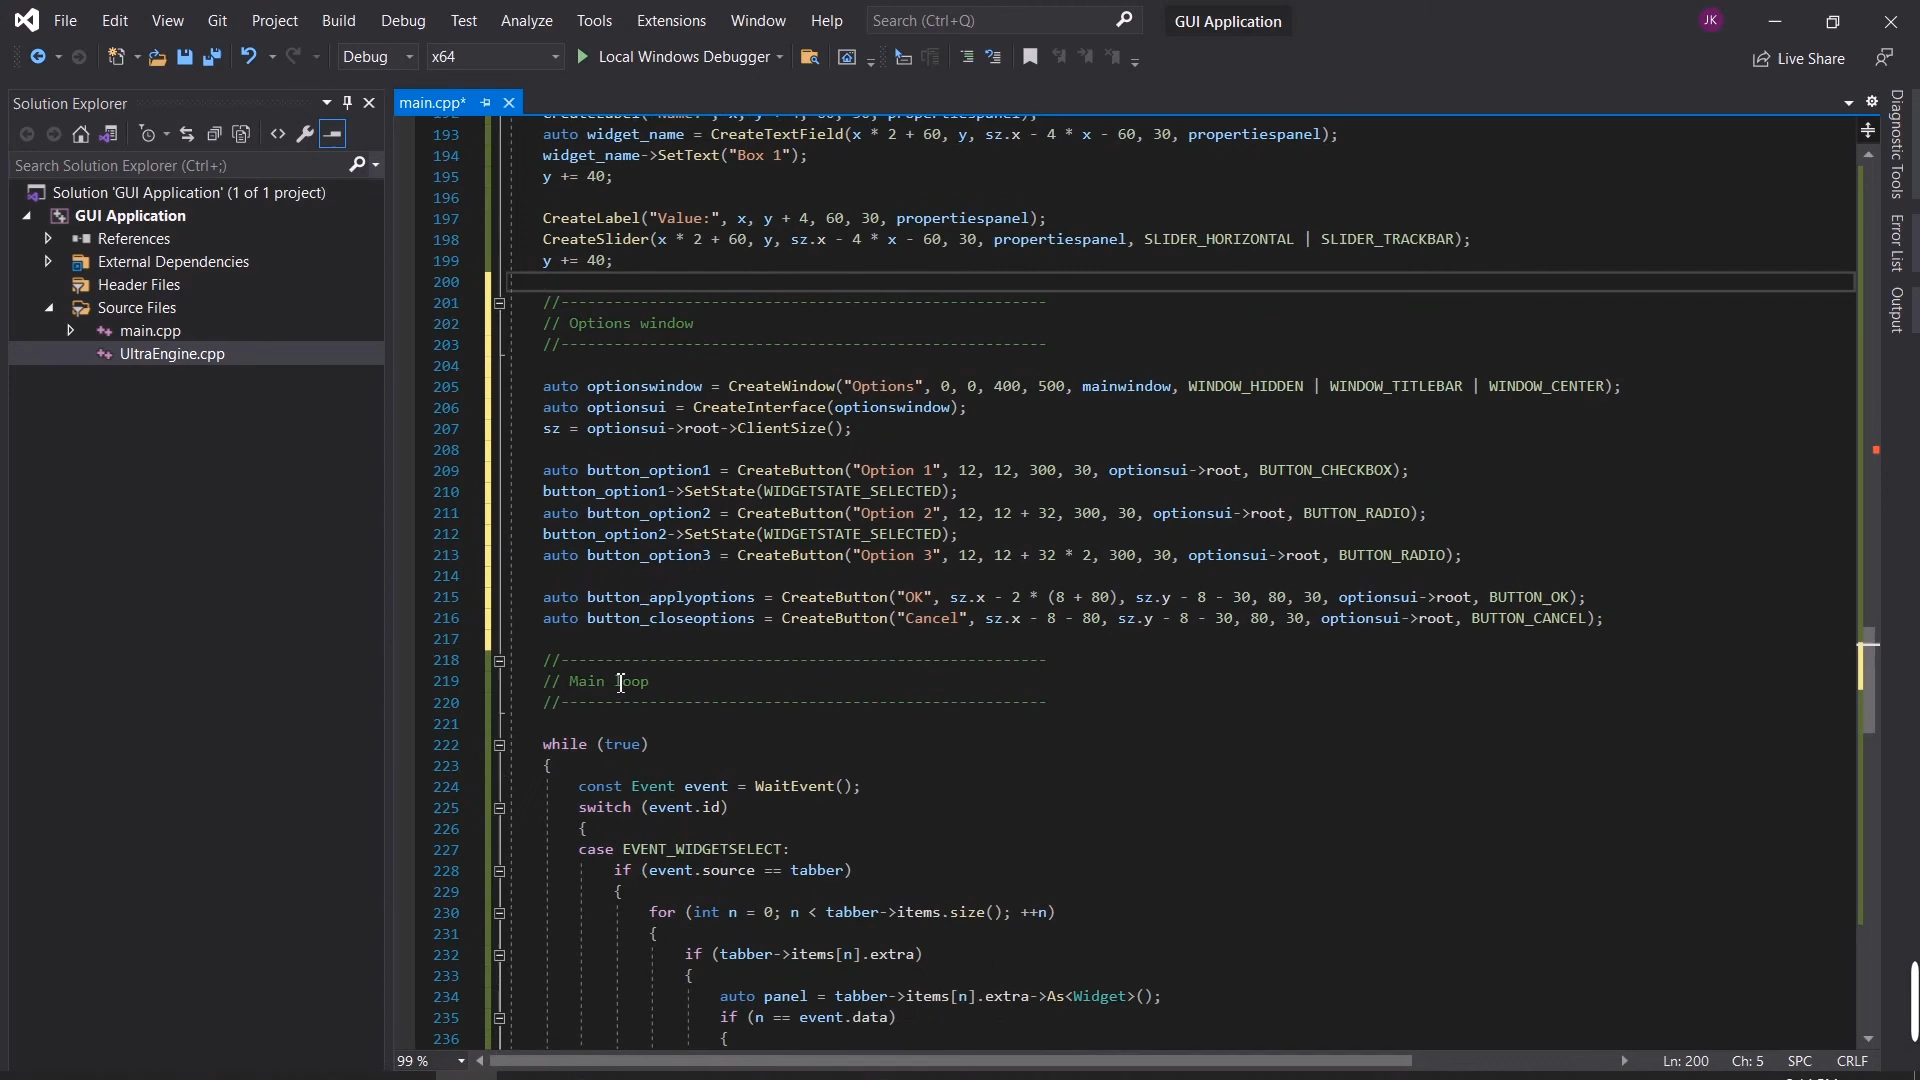 File Edit View Git Project Build Debug Test Analyze Tools Extensions Window Help Search (Ctrl+Q) GUI Application JK
Debug x64 Local Windows Debugger Live Share
Solution Explorer
Search Solution Explorer (Ctrl+;)
Solution 'GUI Application' (1 of 1 project)
GUI Application
References
External Dependencies
Header Files
Source Files
main.cpp
UltraEngine.cpp
main.cpp*
193 auto widget_name = CreateTextField(x * 2 + 60, y, sz.x - 4 * x - 60, 30, propertiespanel);
194 widget_name->SetText("Box 1");
195 y += 40;
196
197 CreateLabel("Value:", x, y + 4, 60, 30, propertiespanel);
198 CreateSlider(x * 2 + 60, y, sz.x - 4 * x - 60, 30, propertiespanel, SLIDER_HORIZONTAL | SLIDER_TRACKBAR);
199 y += 40;
200
201 //-------------------------------------------------------
202 // Options window
203 //-------------------------------------------------------
204
205 auto optionswindow = CreateWindow("Options", 0, 0, 400, 500, mainwindow, WINDOW_HIDDEN | WINDOW_TITLEBAR | WINDOW_CENTER);
206 auto optionsui = CreateInterface(optionswindow);
207 sz = optionsui->root->ClientSize();
208
209 auto button_option1 = CreateButton("Option 1", 12, 12, 300, 30, optionsui->root, BUTTON_CHECKBOX);
210 button_option1->SetState(WIDGETSTATE_SELECTED);
211 auto button_option2 = CreateButton("Option 2", 12, 12 + 32, 300, 30, optionsui->root, BUTTON_RADIO);
212 button_option2->SetState(WIDGETSTATE_SELECTED);
213 auto button_option3 = CreateButton("Option 3", 12, 12 + 32 * 2, 300, 30, optionsui->root, BUTTON_RADIO);
214
215 auto button_applyoptions = CreateButton("OK", sz.x - 2 * (8 + 80), sz.y - 8 - 30, 80, 30, optionsui->root, BUTTON_OK);
216 auto button_closeoptions = CreateButton("Cancel", sz.x - 8 - 80, sz.y - 8 - 30, 80, 30, optionsui->root, BUTTON_CANCEL);
217
218 //-------------------------------------------------------
219 // Main loop
220 //-------------------------------------------------------
221
222 while (true)
223 {
224 const Event event = WaitEvent();
225 switch (event.id)
226 {
227 case EVENT_WIDGETSELECT:
228 if (event.source == tabber)
229 {
230 for (int n = 0; n < tabber->items.size(); ++n)
231 {
232 if (tabber->items[n].extra)
233 {
234 auto panel = tabber->items[n].extra->As<Widget>();
235 if (n == event.data)
236 {
99 % Ln: 200 Ch: 5 SPC CRLF
Diagnostic Tools
Error List
Output